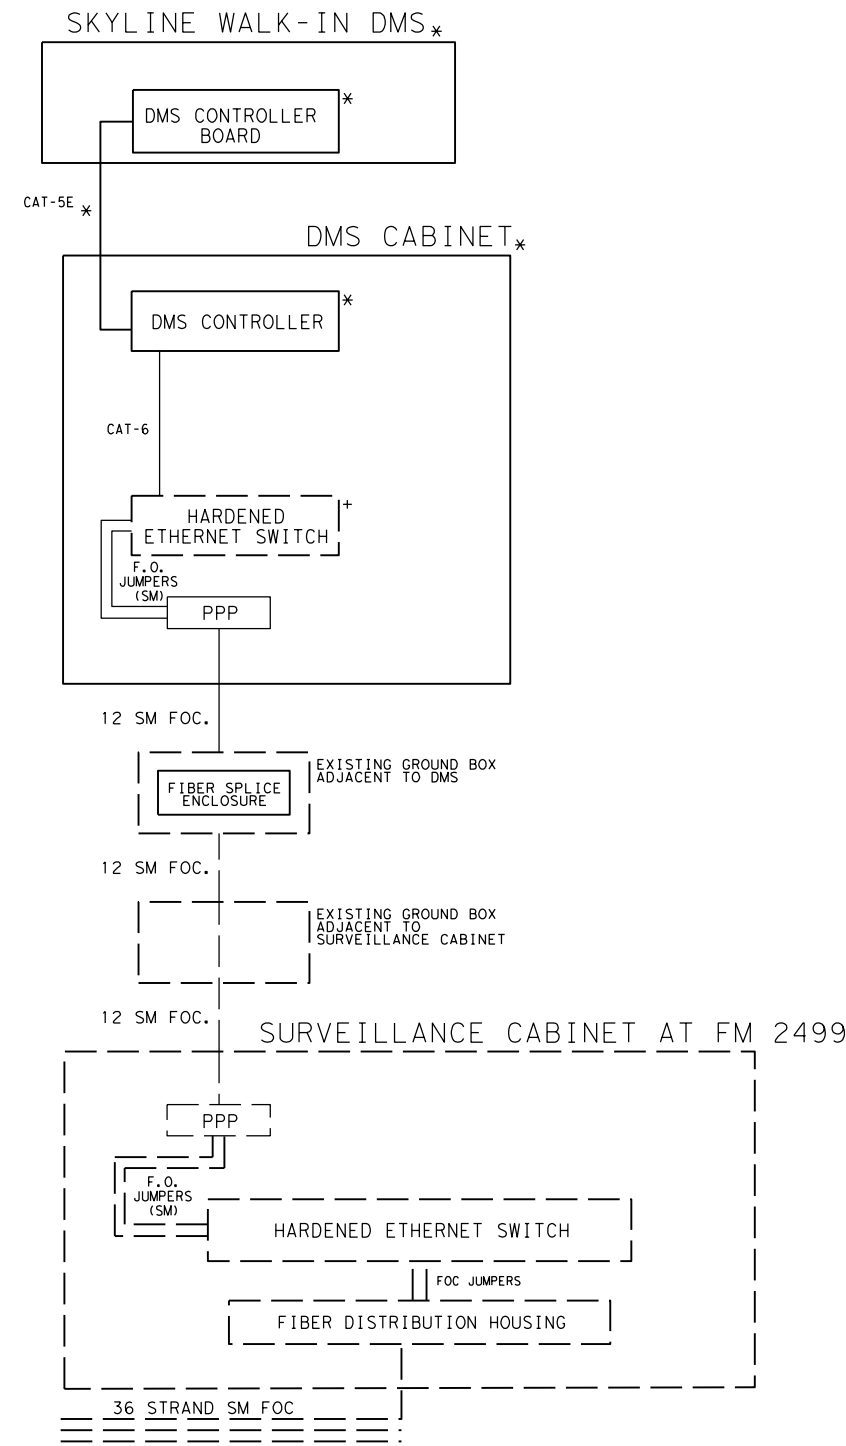 SKYLINE WALK-IN DMS*
DMS CONTROLLER
BOARD
*
CAT-5E *
DMS CABINET*
DMS CONTROLLER
*
CAT-6
HARDENED
ETHERNET SWITCH
+
F.O.
JUMPERS
(SM)
PPP
12 SM FOC.
EXISTING GROUND BOX
ADJACENT TO DMS
FIBER SPLICE
ENCLOSURE
12 SM FOC.
EXISTING GROUND BOX
ADJACENT TO
SURVEILLANCE CABINET
12 SM FOC.
SURVEILLANCE CABINET AT FM 2499
PPP
F.O.
JUMPERS
(SM)
HARDENED ETHERNET SWITCH
FOC JUMPERS
FIBER DISTRIBUTION HOUSING
36 STRAND SM FOC